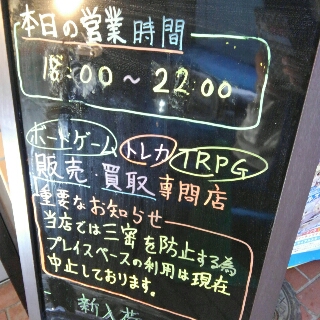 本日の営業時間
18:00～22:00
ボードゲーム トレカ TRPG
販売・買取専門店
重要なお知らせ
当店では三密を防止する為
プレイスペースの利用は現在
中止しております。
新入荷